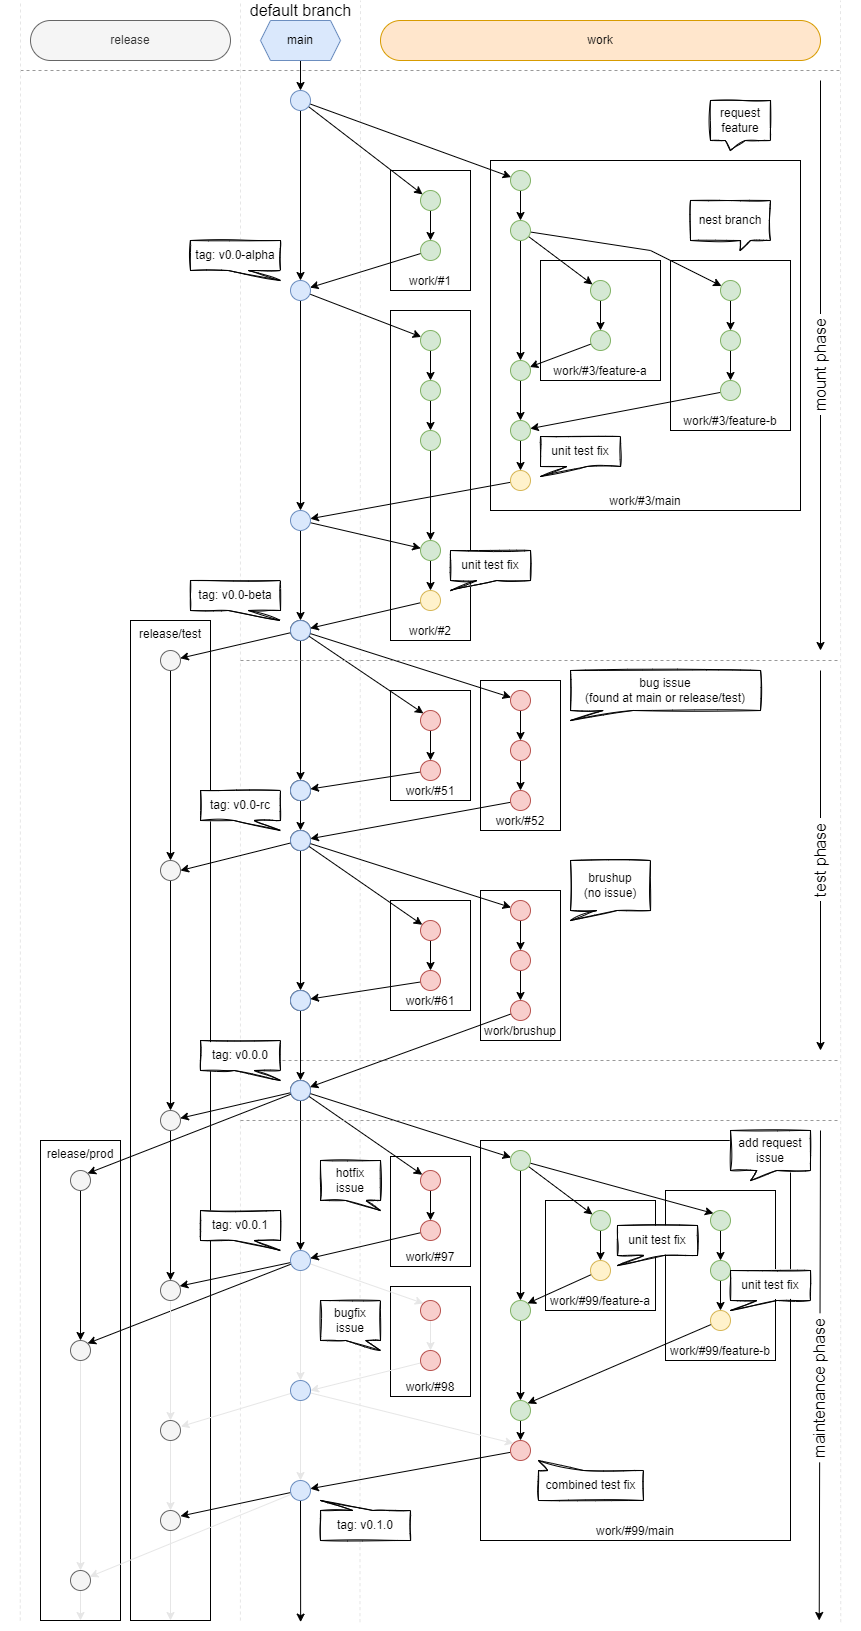 default branch
release
main
work
request
feature
nest branch
tag: v0.0-alpha
work/#1
work/#3/feature-a
mount phase
work/#3/feature-b
unit test fix
work/#3/main
unit test fix
tag: v0.0-beta
work/#2
release/test
bug issue
(found at main or release/test)
work/#51
tag: v0.0-rc
work/#52
test phase
brushup
(no issue)
work/#61
work/brushup
tag: v0.0.0
release/prod
add request
issue
hotfix
issue
tag: v0.0.1
unit test fix
work/#97
unit test fix
work/#99/feature-a
bugfix
issue
work/#99/feature-b
maintenance phase
work/#98
combined test fix
tag: v0.1.0
work/#99/main